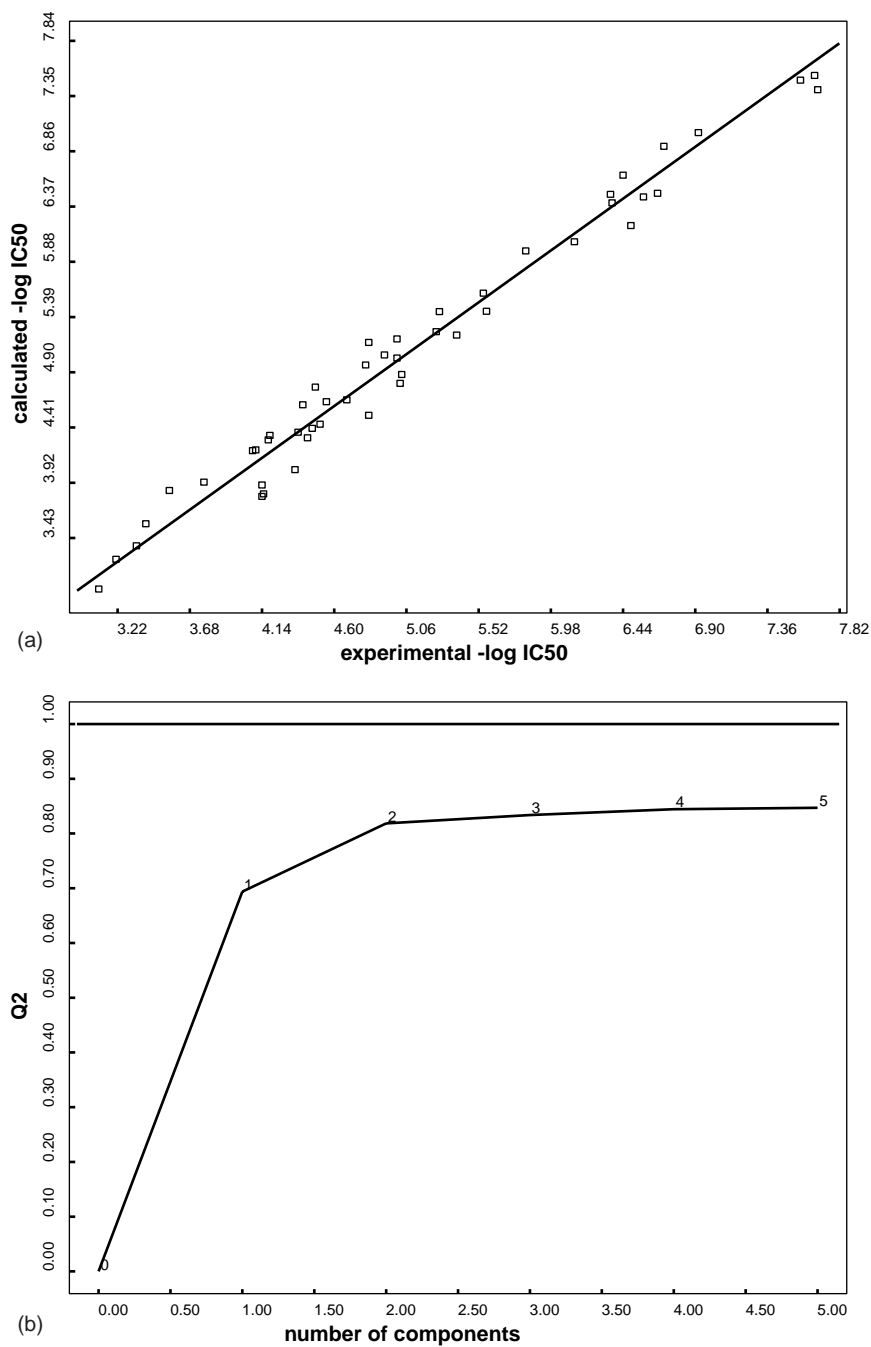 7.84
7.35
6.86
6.37
5.88
5.39
4.90
4.41
3.92
3.43
calculated -log IC50
3.22 3.68 4.14 4.60 5.06 5.52 5.98 6.44 6.90 7.36 7.82
(a)
experimental -log IC50
1.00
0.90
0.80
0.70
0.60
0.50
0.40
0.30
0.20
0.10
0.00
Q2
0 1 2 3 4 5
0.00 0.50 1.00 1.50 2.00 2.50 3.00 3.50 4.00 4.50 5.00
(b)
number of components